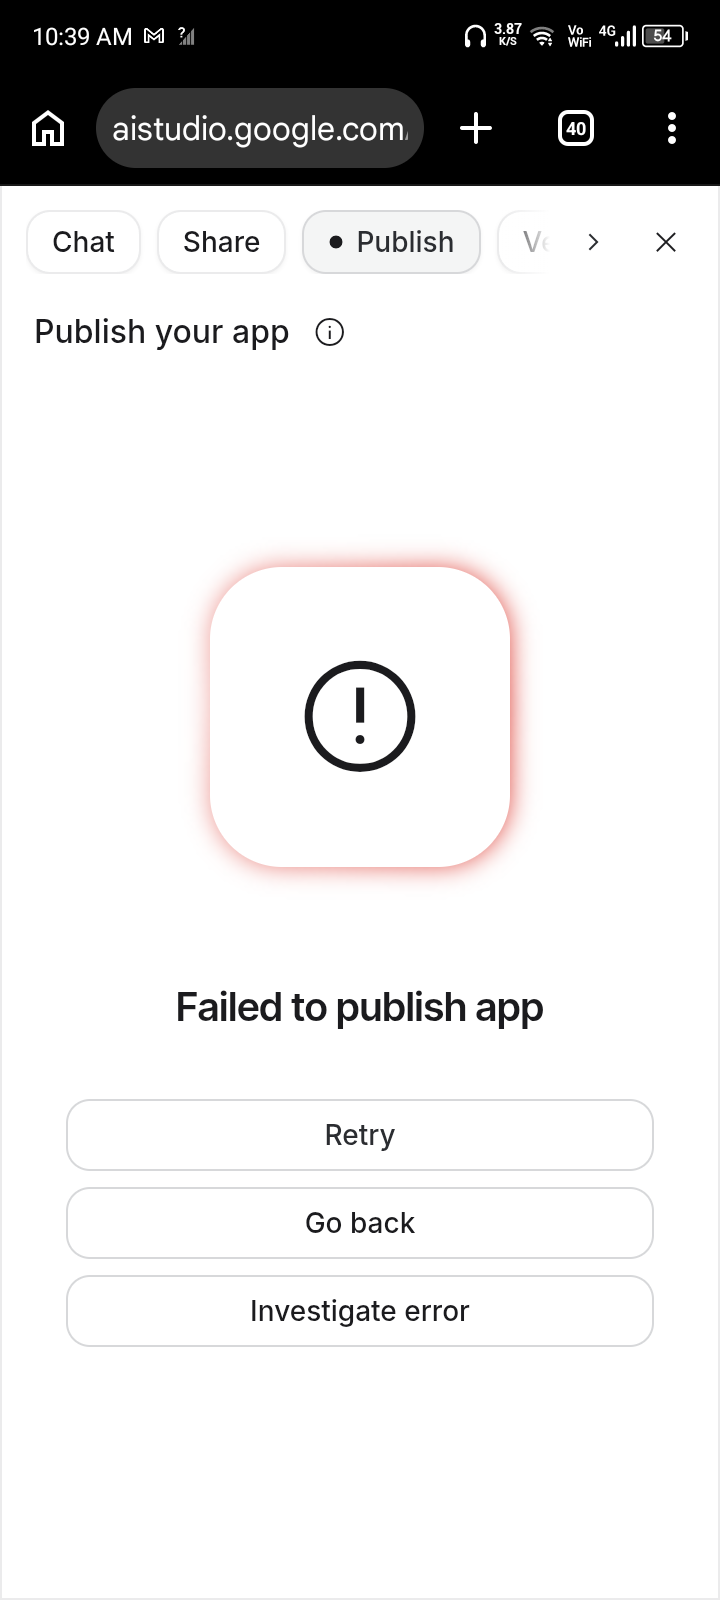 10:39 AM
3.87
K/S
Vo
WiFi
4G
54
aistudio.google.com/
40
Chat
Share
Publish
Ve
Publish your app
Failed to publish app
Retry
Go back
Investigate error